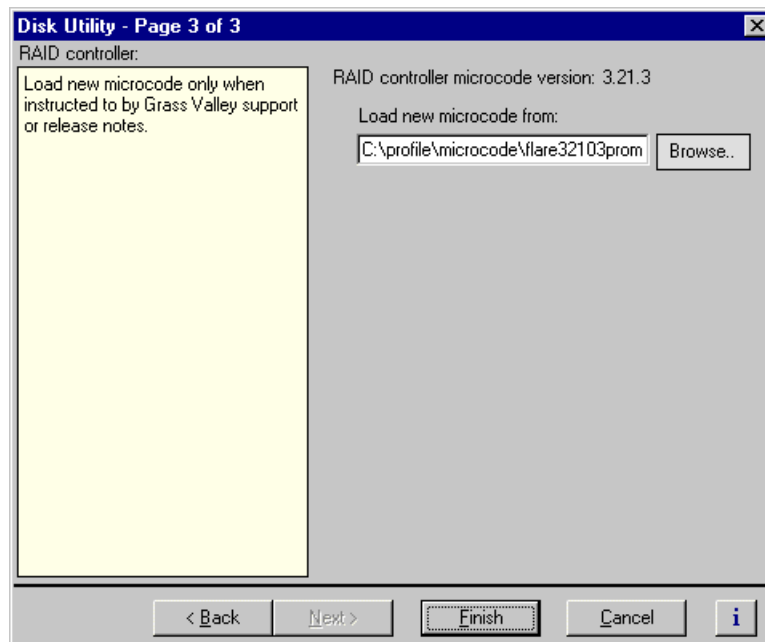 Disk Utility - Page 3 of 3
RAID controller:
Load new microcode only when
instructed to by Grass Valley support
or release notes.
RAID controller microcode version: 3.21.3
Load new microcode from:
C:\profile\microcode\flare32103prom
Browse..
< Back
Next >
Finish
Cancel
i